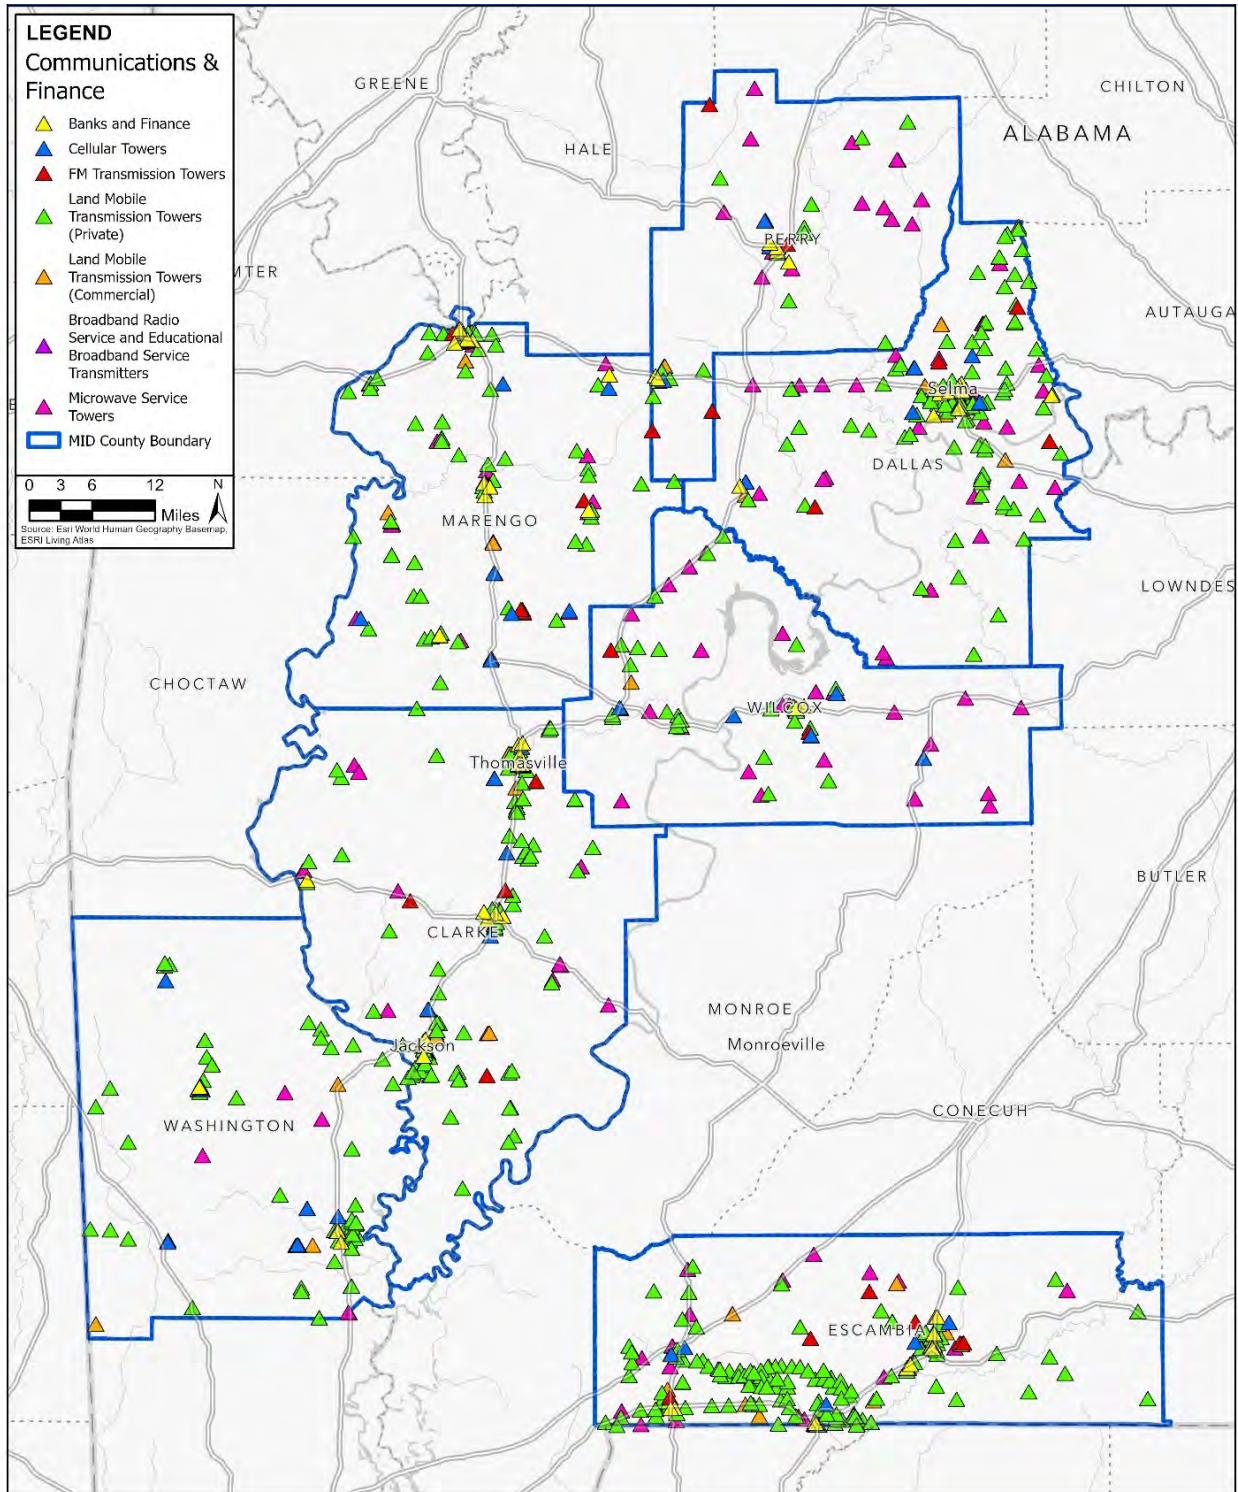 LEGEND
Communications &
Finance
Banks and Finance
Cellular Towers
FM Transmission Towers
Land Mobile
Transmission Towers
(Private)
Land Mobile
Transmission Towers
(Commercial)
Broadband Radio
Service and Educational
Broadband Service
Transmitters
Microwave Service
Towers
MID County Boundary
0 3 6 12
Miles
N
Source: Esri World Human Geography Basemap,
ESRI Living Atlas
GREENE
CHILTON
ALABAMA
HALE
PERRY
MTER
AUTAUGA
Selma
DALLAS
MARENGO
LOWNDES
CHOCTAW
WILCOX
Thomasville
BUTLER
CLARKE
MONROE
Monroeville
Jackson
CONECUH
WASHINGTON
ESCAMBIA